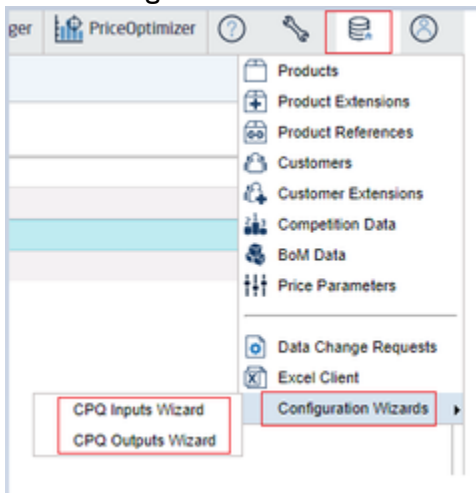 ger
PriceOptimizer
Products
Product Extensions
Product References
Customers
Customer Extensions
Competition Data
BoM Data
Price Parameters
Data Change Requests
Excel Client
Configuration Wizards
CPQ Inputs Wizard
CPQ Outputs Wizard